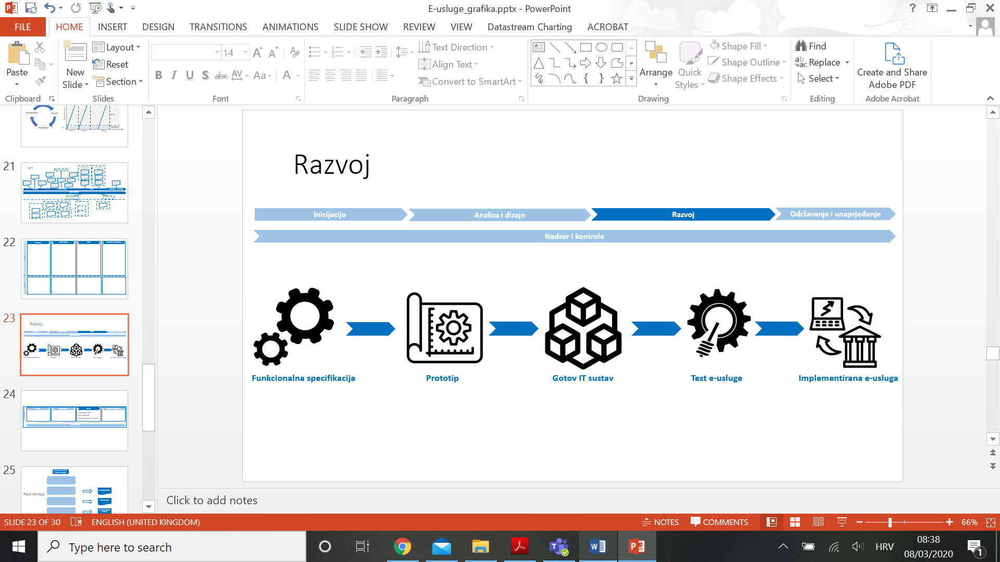 E-usluge_grafika.pptx - PowerPoint
FILE
HOME
INSERT
DESIGN
TRANSITIONS
ANIMATIONS
SLIDE SHOW
REVIEW
VIEW
Datastream Charting
ACROBAT
Paste
New
Slide
Layout
Reset
Section
14
B I U S abc AV Aa A
Text Direction
Align Text
Convert to SmartArt
Arrange
Quick
Styles
Shape Fill
Shape Outline
Shape Effects
Find
Replace
Select
Create and Share
Adobe PDF
Clipboard
Slides
Font
Paragraph
Drawing
Editing
Adobe Acrobat
21
22
23
Razvoj
24
25
Faza razvoja
Razvoj
Inicijacija
Analiza i dizajn
Razvoj
Održavanje i unaprjeđenje
Nadzor i kontrola
Funkcionalna specifikacija
Prototip
Gotov IT sustav
Test e-usluge
Implementirana e-usluga
Click to add notes
SLIDE 23 OF 30
ENGLISH (UNITED KINGDOM)
NOTES
COMMENTS
66%
Type here to search
HRV
08:38
08/03/2020
1